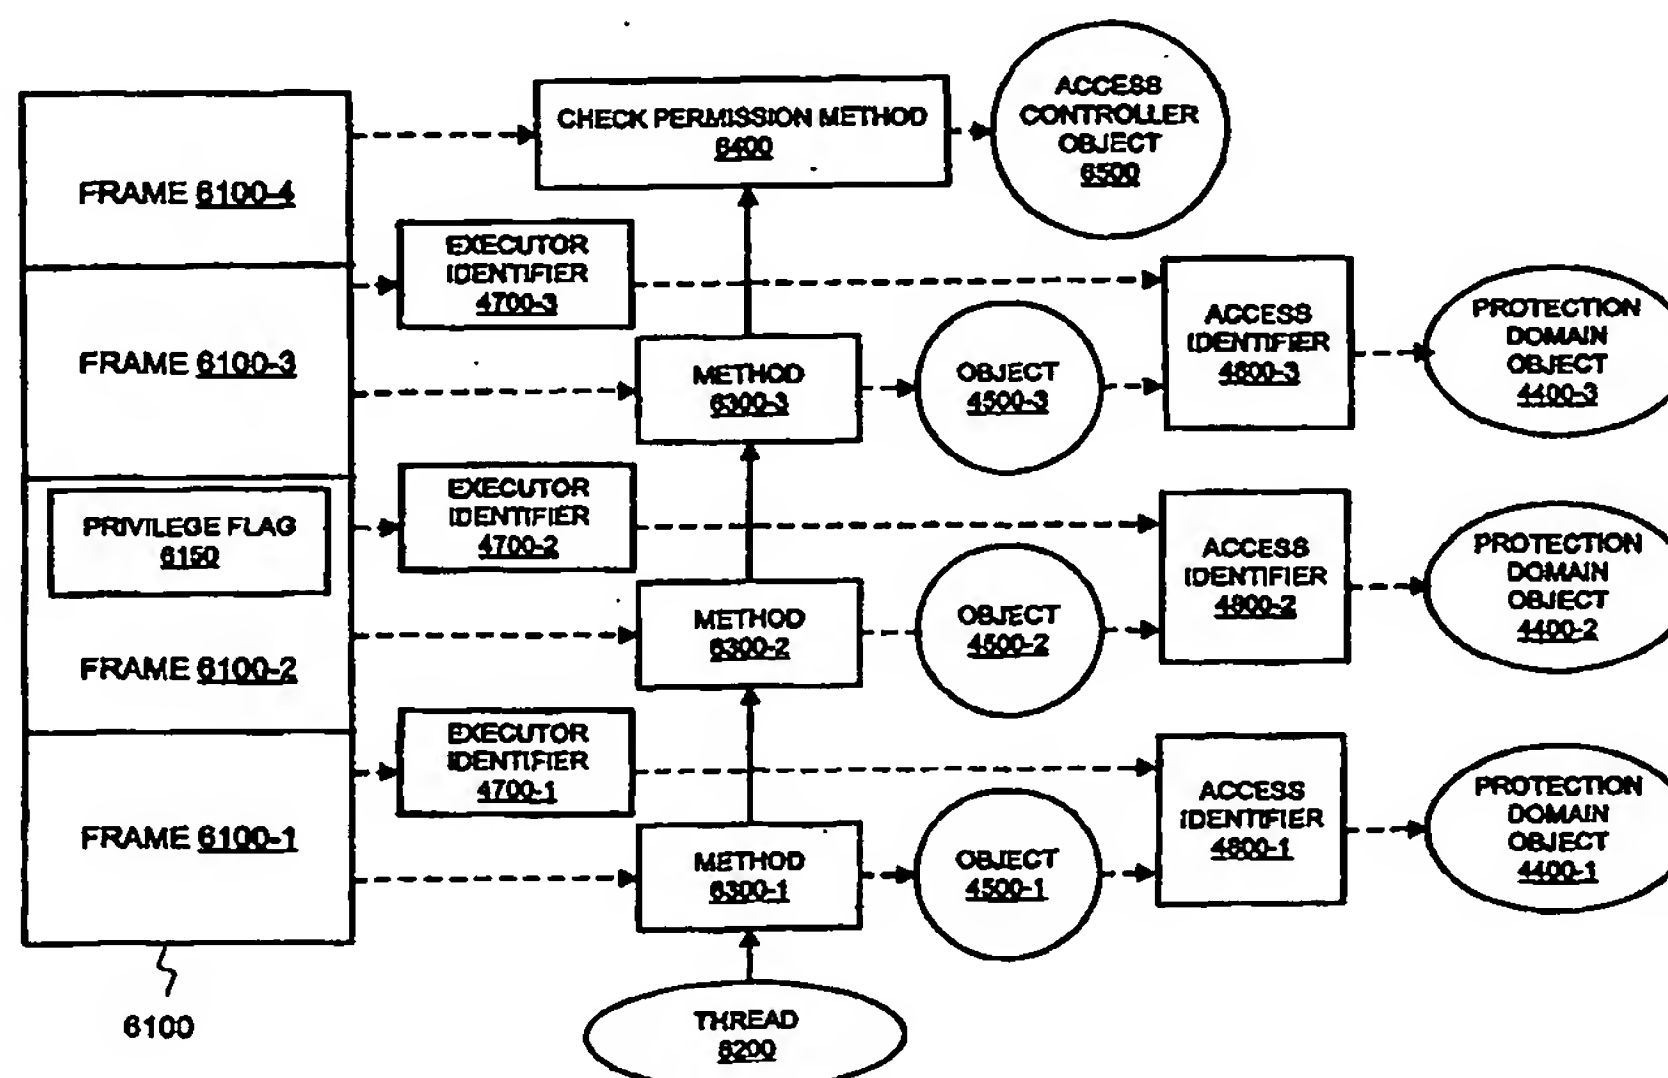 CHECK PERMISSION METHOD
6400
ACCESS
CONTROLLER
OBJECT
6500
FRAME 6100-4
EXECUTOR
IDENTIFIER
4700-3
FRAME 6100-3
METHOD
6300-3
OBJECT
4500-3
ACCESS
IDENTIFIER
4800-3
PROTECTION
DOMAIN
OBJECT
4400-3
PRIVILEGE FLAG
6150
EXECUTOR
IDENTIFIER
4700-2
FRAME 6100-2
METHOD
6300-2
OBJECT
4500-2
ACCESS
IDENTIFIER
4800-2
PROTECTION
DOMAIN
OBJECT
4400-2
EXECUTOR
IDENTIFIER
4700-1
FRAME 6100-1
METHOD
6300-1
OBJECT
4500-1
ACCESS
IDENTIFIER
4800-1
PROTECTION
DOMAIN
OBJECT
4400-1
6100
THREAD
6200